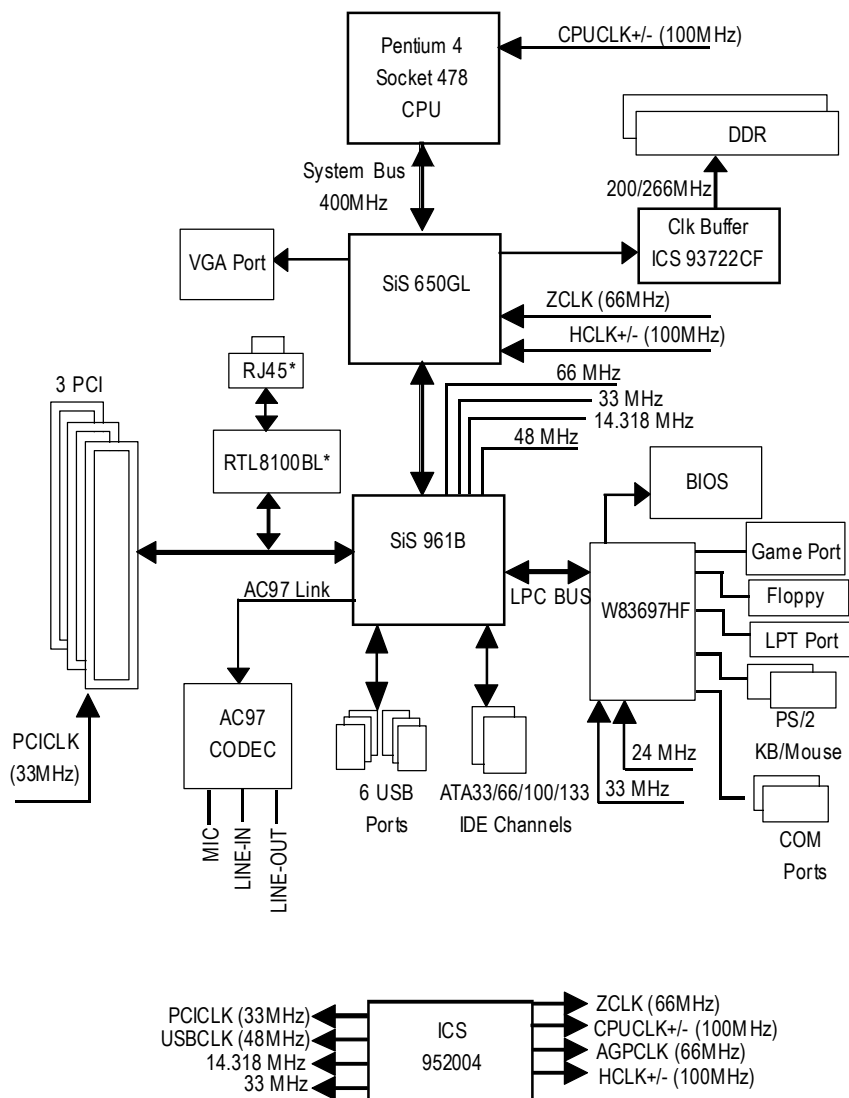 Pentium 4
Socket 478
CPU
CPUCLK+/- (100MHz)
System Bus
400MHz
DDR
200/266MHz
Clk Buffer
ICS 93722CF
VGA Port
SiS 650GL
ZCLK (66MHz)
HCLK+/- (100MHz)
RJ45*
66 MHz
33 MHz
14.318 MHz
48 MHz
3 PCI
RTL8100BL*
BIOS
SiS 961B
Game Port
AC97 Link
LPC BUS
W83697HF
Floppy
LPT Port
AC97
CODEC
PS/2
KB/Mouse
PCICLK
(33MHz)
24 MHz
33 MHz
6 USB
Ports
ATA33/66/100/133
IDE Channels
COM
Ports
MIC
LINE-IN
LINE-OUT
PCICLK (33MHz)
USBCLK (48MHz)
14.318 MHz
33 MHz
ICS
952004
ZCLK (66MHz)
CPUCLK+/- (100MHz)
AGPCLK (66MHz)
HCLK+/- (100MHz)